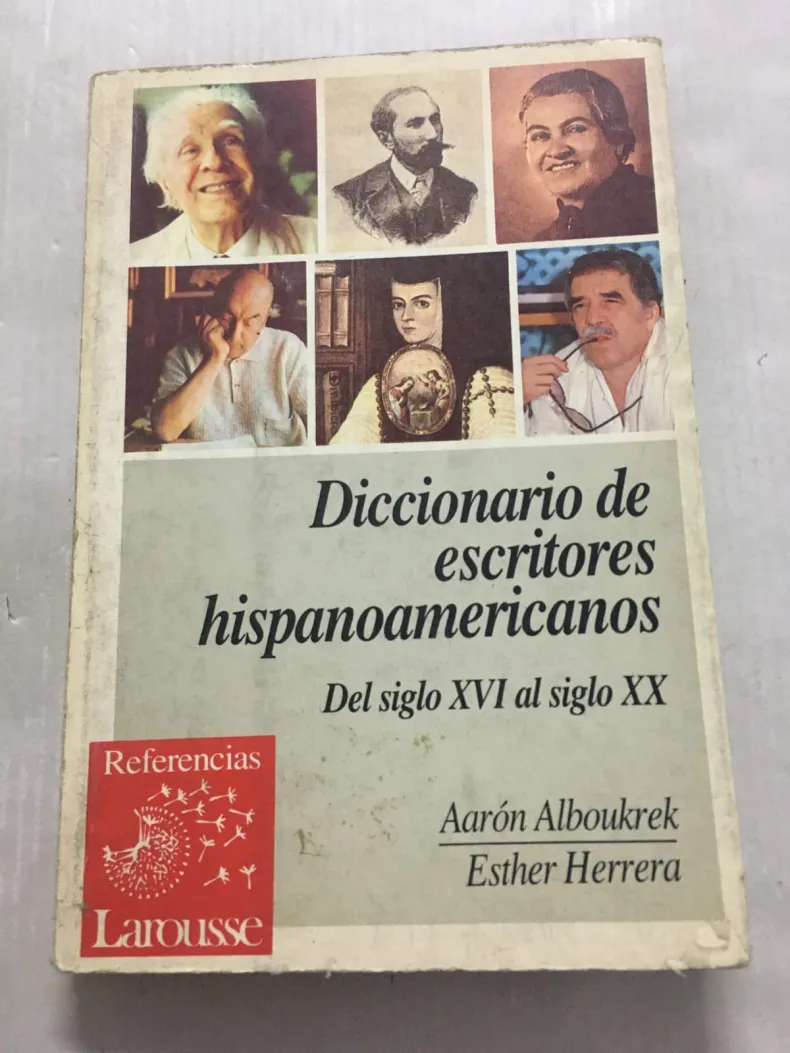 Diccionario de
escritores
hispanoamericanos
Del siglo XVI al siglo XX
Referencias
Aarón Alboukrek
Esther Herrera
Larousse